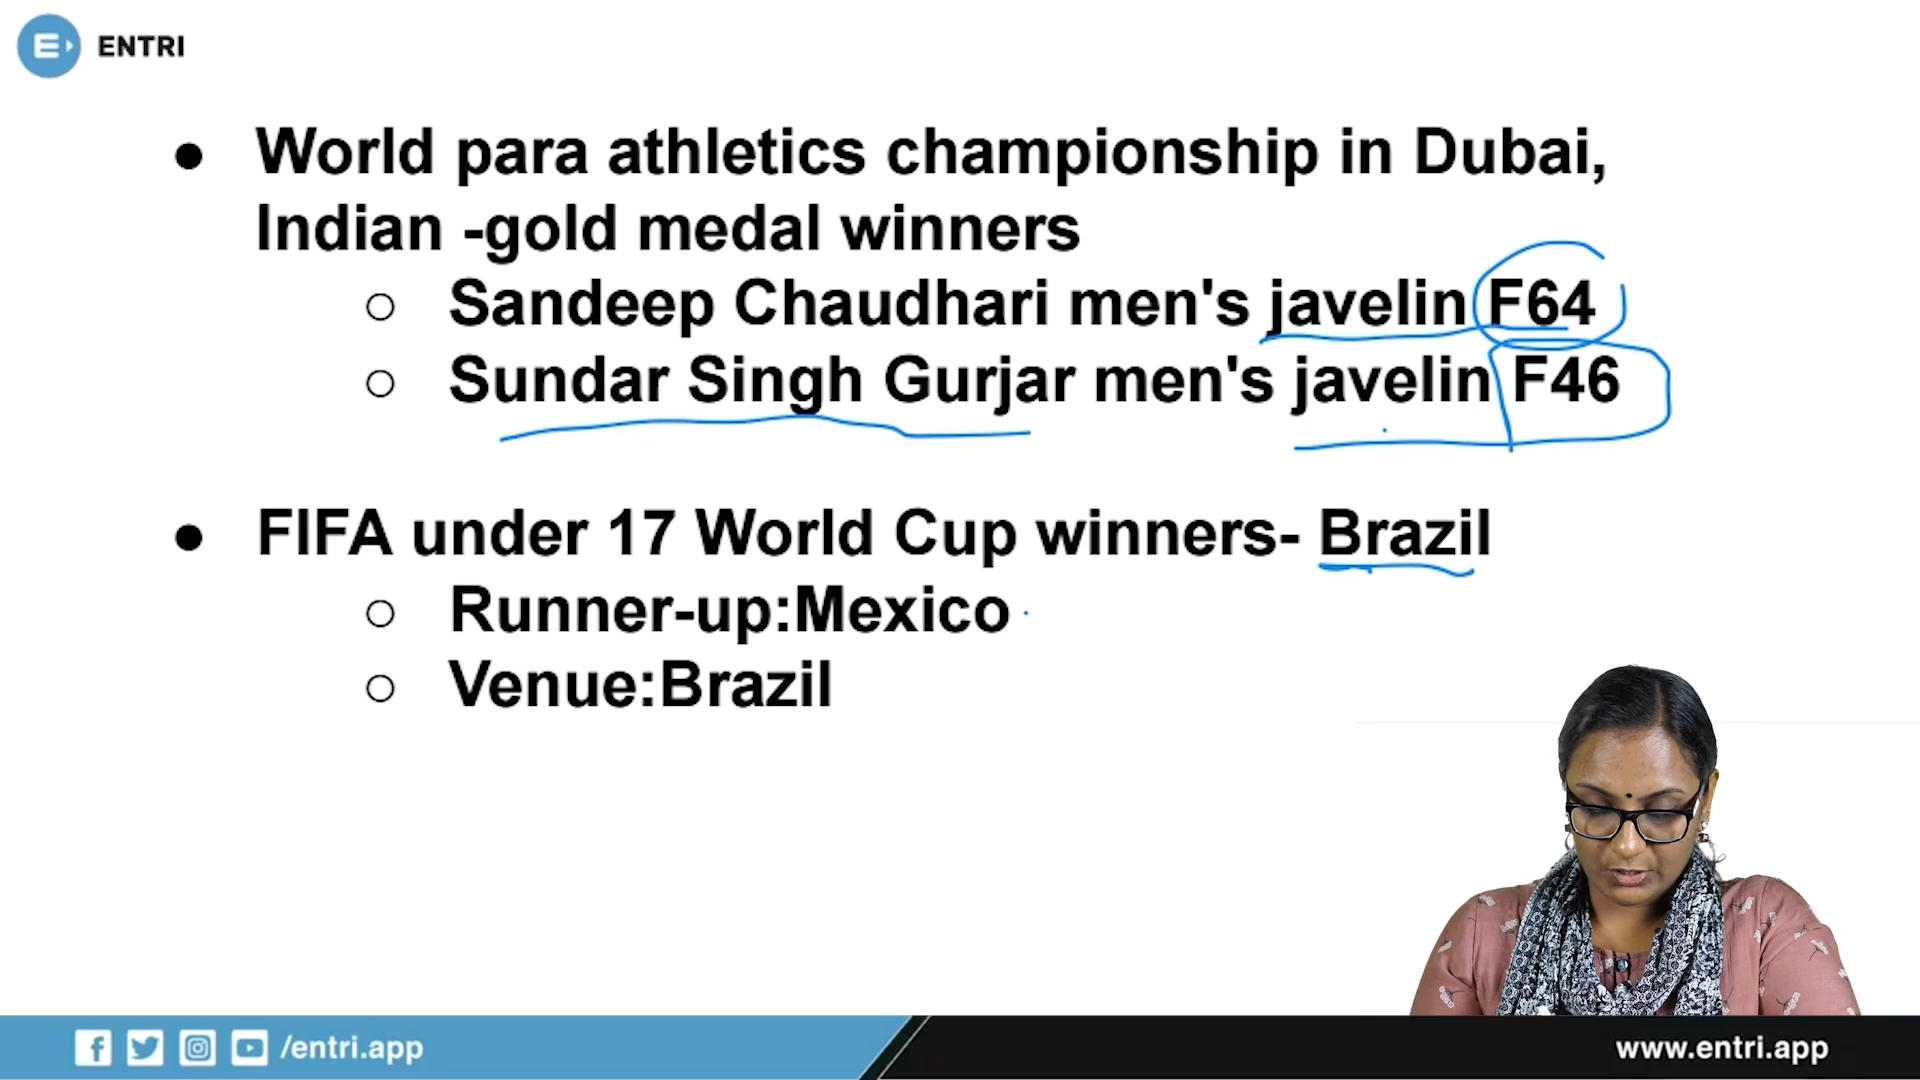 ENTRI
● World para athletics championship in Dubai,
Indian -gold medal winners
○ Sandeep Chaudhari men's javelin F64
○ Sundar Singh Gurjar men's javelin F46
● FIFA under 17 World Cup winners- Brazil
○ Runner-up:Mexico
○ Venue:Brazil
/entri.app
www.entri.app